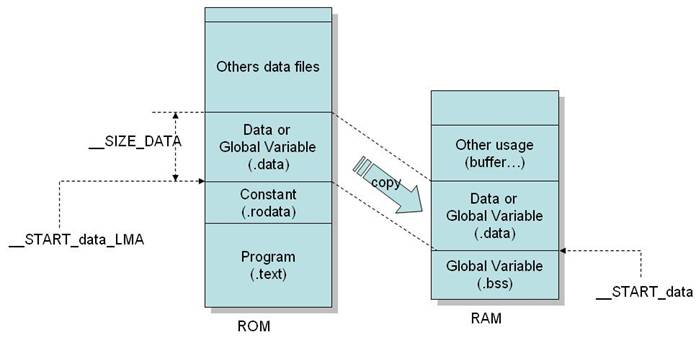 Others data files
__SIZE_DATA
Data or
Global Variable
(.data)
Constant
(.rodata)
__START_data_LMA
Program
(.text)
ROM
copy
Other usage
(buffer…)
Data or
Global Variable
(.data)
Global Variable
(.bss)
__START_data
RAM